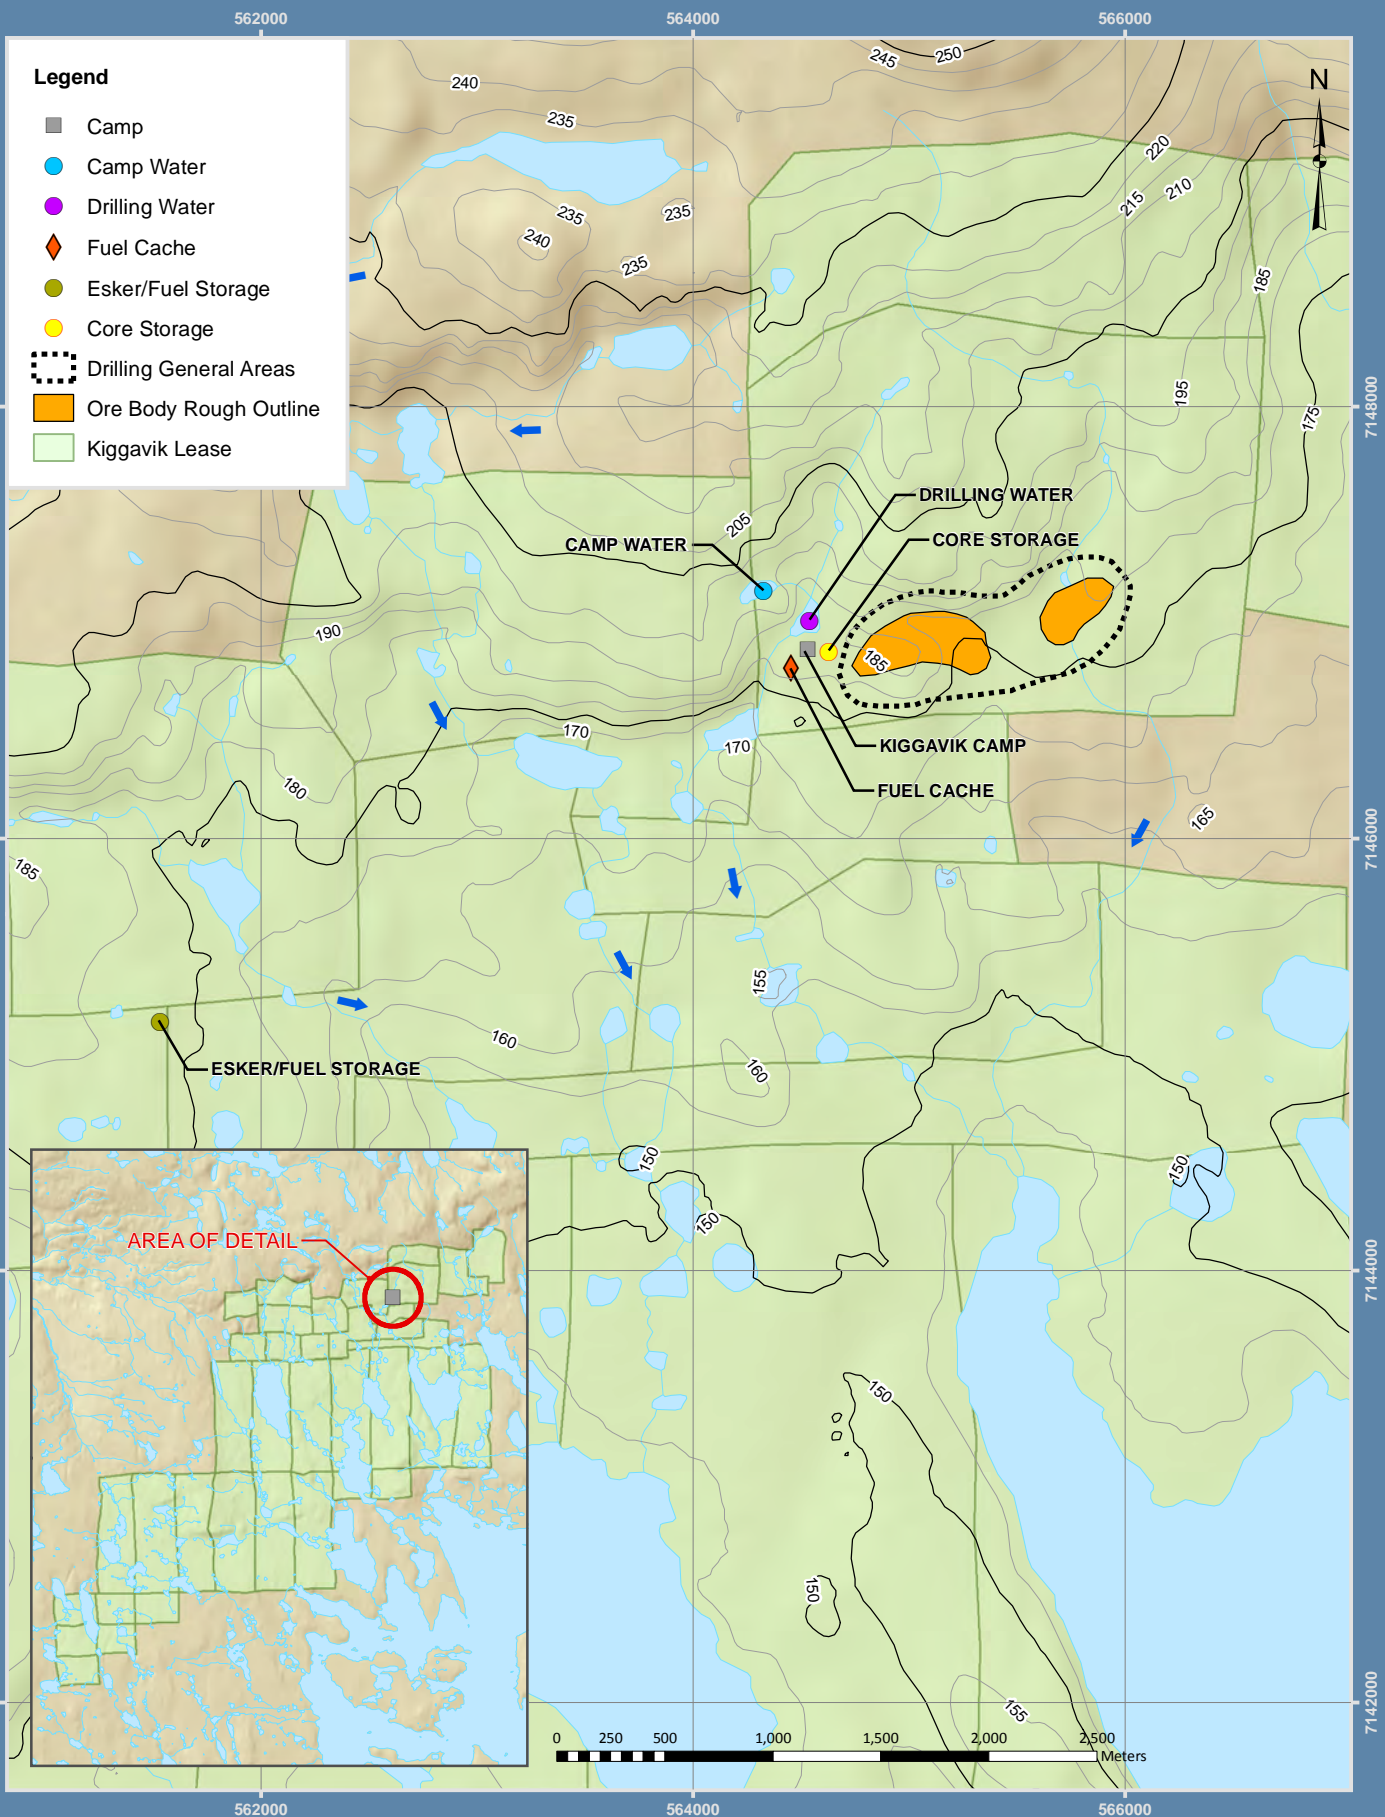 562000
564000
566000
Legend
Camp
Camp Water
Drilling Water
Fuel Cache
Esker/Fuel Storage
Core Storage
Drilling General Areas
Ore Body Rough Outline
Kiggavik Lease
N
245
250
240
235
220
210
215
235
235
240
235
185
195
7148000
175
DRILLING WATER
205
CORE STORAGE
CAMP WATER
190
185
170
170
KIGGAVIK CAMP
180
FUEL CACHE
165
7146000
185
155
160
160
ESKER/FUEL STORAGE
150
150
150
AREA OF DETAIL
7144000
150
150
155
7142000
0
250
500
1,000
1,500
2,000
2,500
Meters
562000
564000
566000